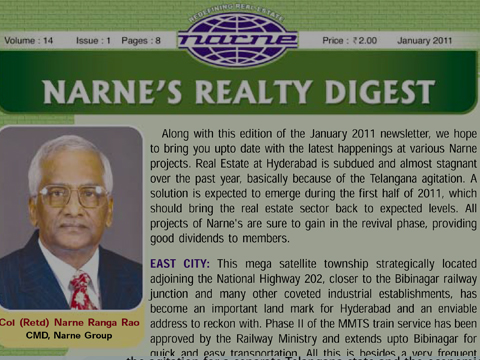 REDEFINING REAL ESTATE
narne
Volume : 14 Issue : 1 Pages : 8 Price : ₹2.00 January 2011
NARNE'S REALTY DIGEST
Along with this edition of the January 2011 newsletter, we hope
to bring you upto date with the latest happenings at various Narne
projects. Real Estate at Hyderabad is subdued and almost stagnant
over the past year, basically because of the Telangana agitation. A
solution is expected to emerge during the first half of 2011, which
should bring the real estate sector back to expected levels. All
projects of Narne's are sure to gain in the revival phase, providing
good dividends to members.
EAST CITY: This mega satellite township strategically located
adjoining the National Highway 202, closer to the Bibinagar railway
junction and many other coveted industrial establishments, has
become an important land mark for Hyderabad and an enviable
address to reckon with. Phase II of the MMTS train service has been
approved by the Railway Ministry and extends upto Bibinagar for
quick and easy transportation. All this is besides a very frequent
Col (Retd) Narne Ranga Rao
CMD, Narne Group